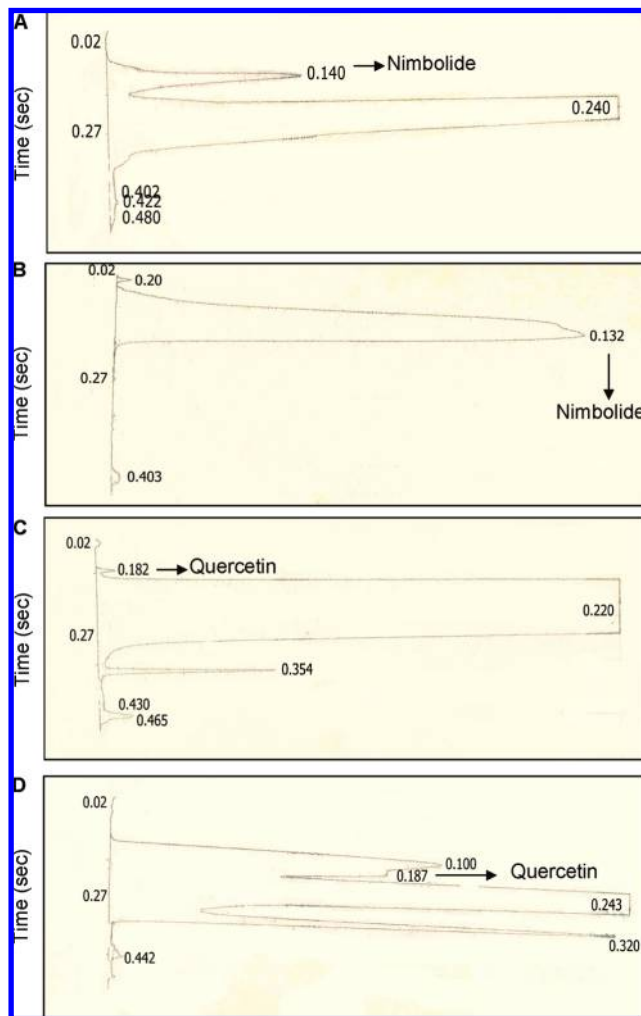 A
0.02
0.140 Nimbolide
0.240
0.27
0.402
0.422
0.480
Time (sec)
B
0.02
0.20
0.132
0.27
Nimbolide
0.403
Time (sec)
C
0.02
0.182 Quercetin
0.220
0.27
0.354
0.430
0.465
Time (sec)
D
0.02
0.100
0.187 Quercetin
0.27
0.243
0.320
0.442
Time (sec)